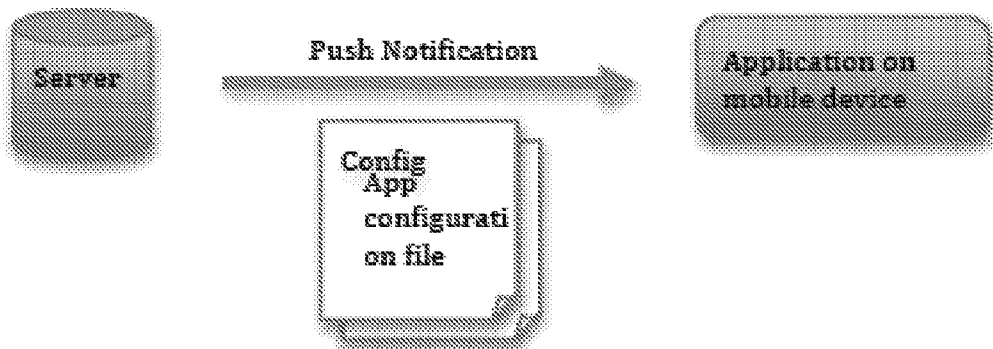 Server
Push Notification
Application on
mobile device
Config
App
configurati
on file